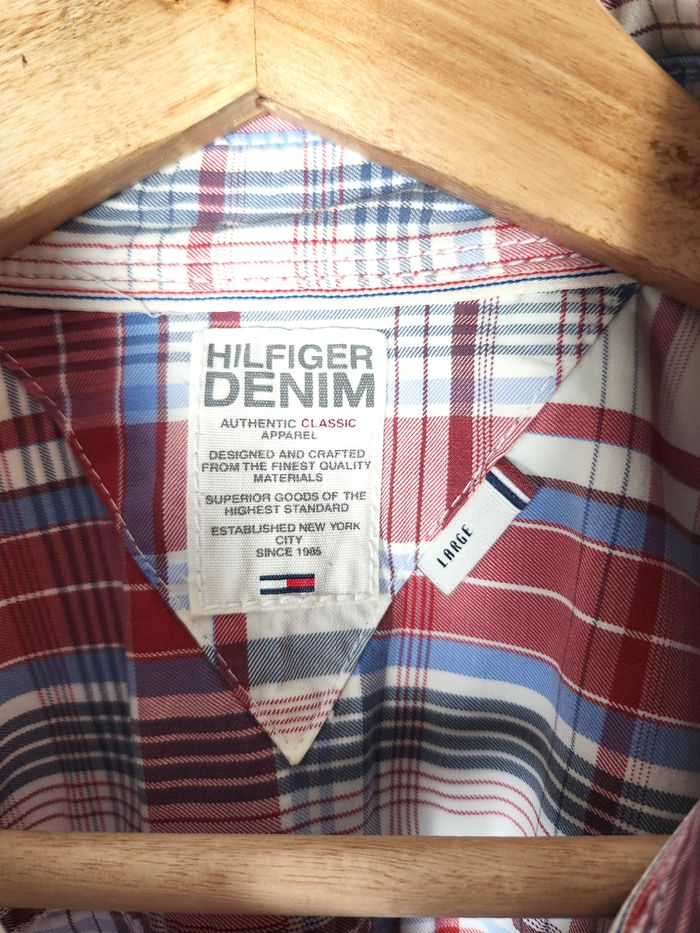 HILFIGER
DENIM
AUTHENTIC CLASSIC
APPAREL
DESIGNED AND CRAFTED
FROM THE FINEST QUALITY
MATERIALS
SUPERIOR GOODS OF THE
HIGHEST STANDARD
ESTABLISHED NEW YORK
CITY
SINCE 1985
LARGE